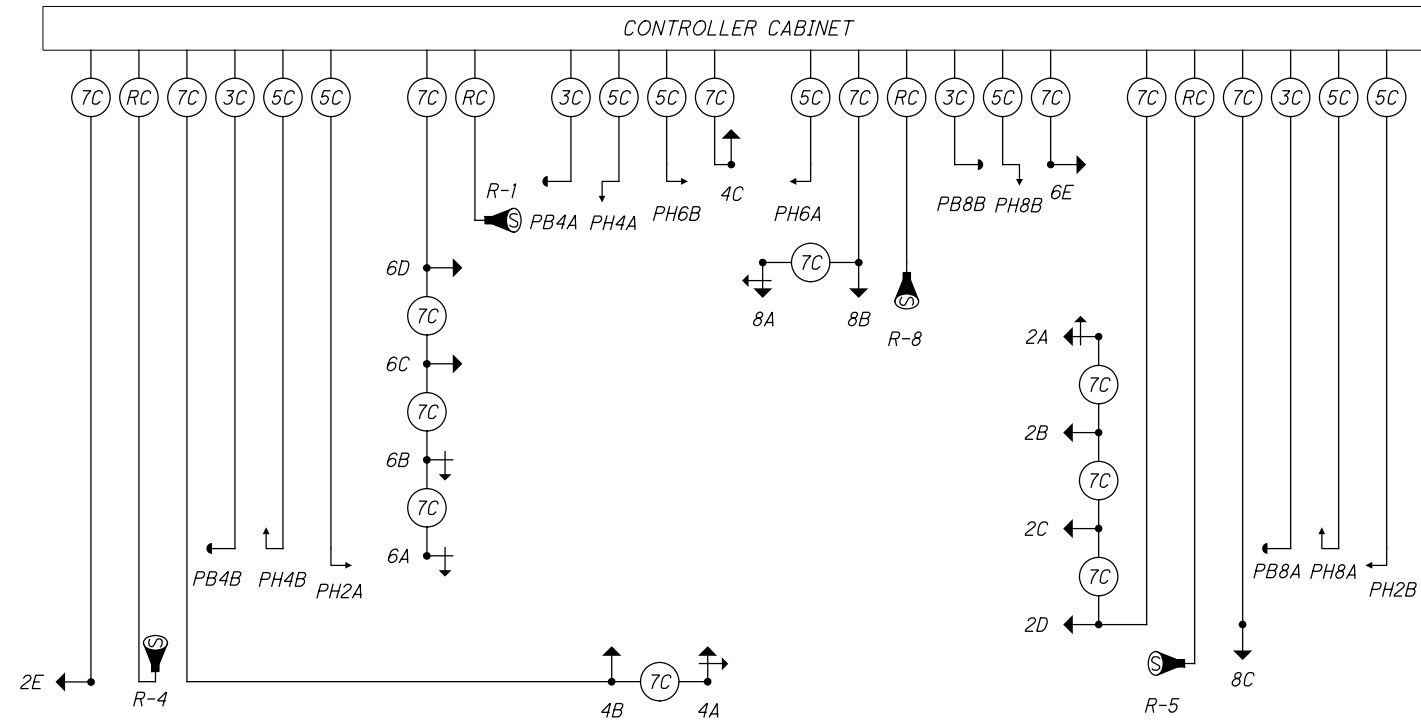 CONTROLLER CABINET
7C RC 7C 3C 5C 5C 7C RC 3C 5C 5C 7C 5C 7C RC 3C 5C 7C 7C RC 7C 3C 5C 5C
R-1 PB4A PH4A PH6B 4C PH6A PB8B PH8B 6E
6D 7C
7C 8A 8B R-8
6C 2A
7C 7C
6B 2B
7C 7C
6A 2C
PB4B PH4B PH2A 7C PB8A PH8A PH2B
2D
2E R-4 7C S 8C
4B 4A R-5
S
S
S